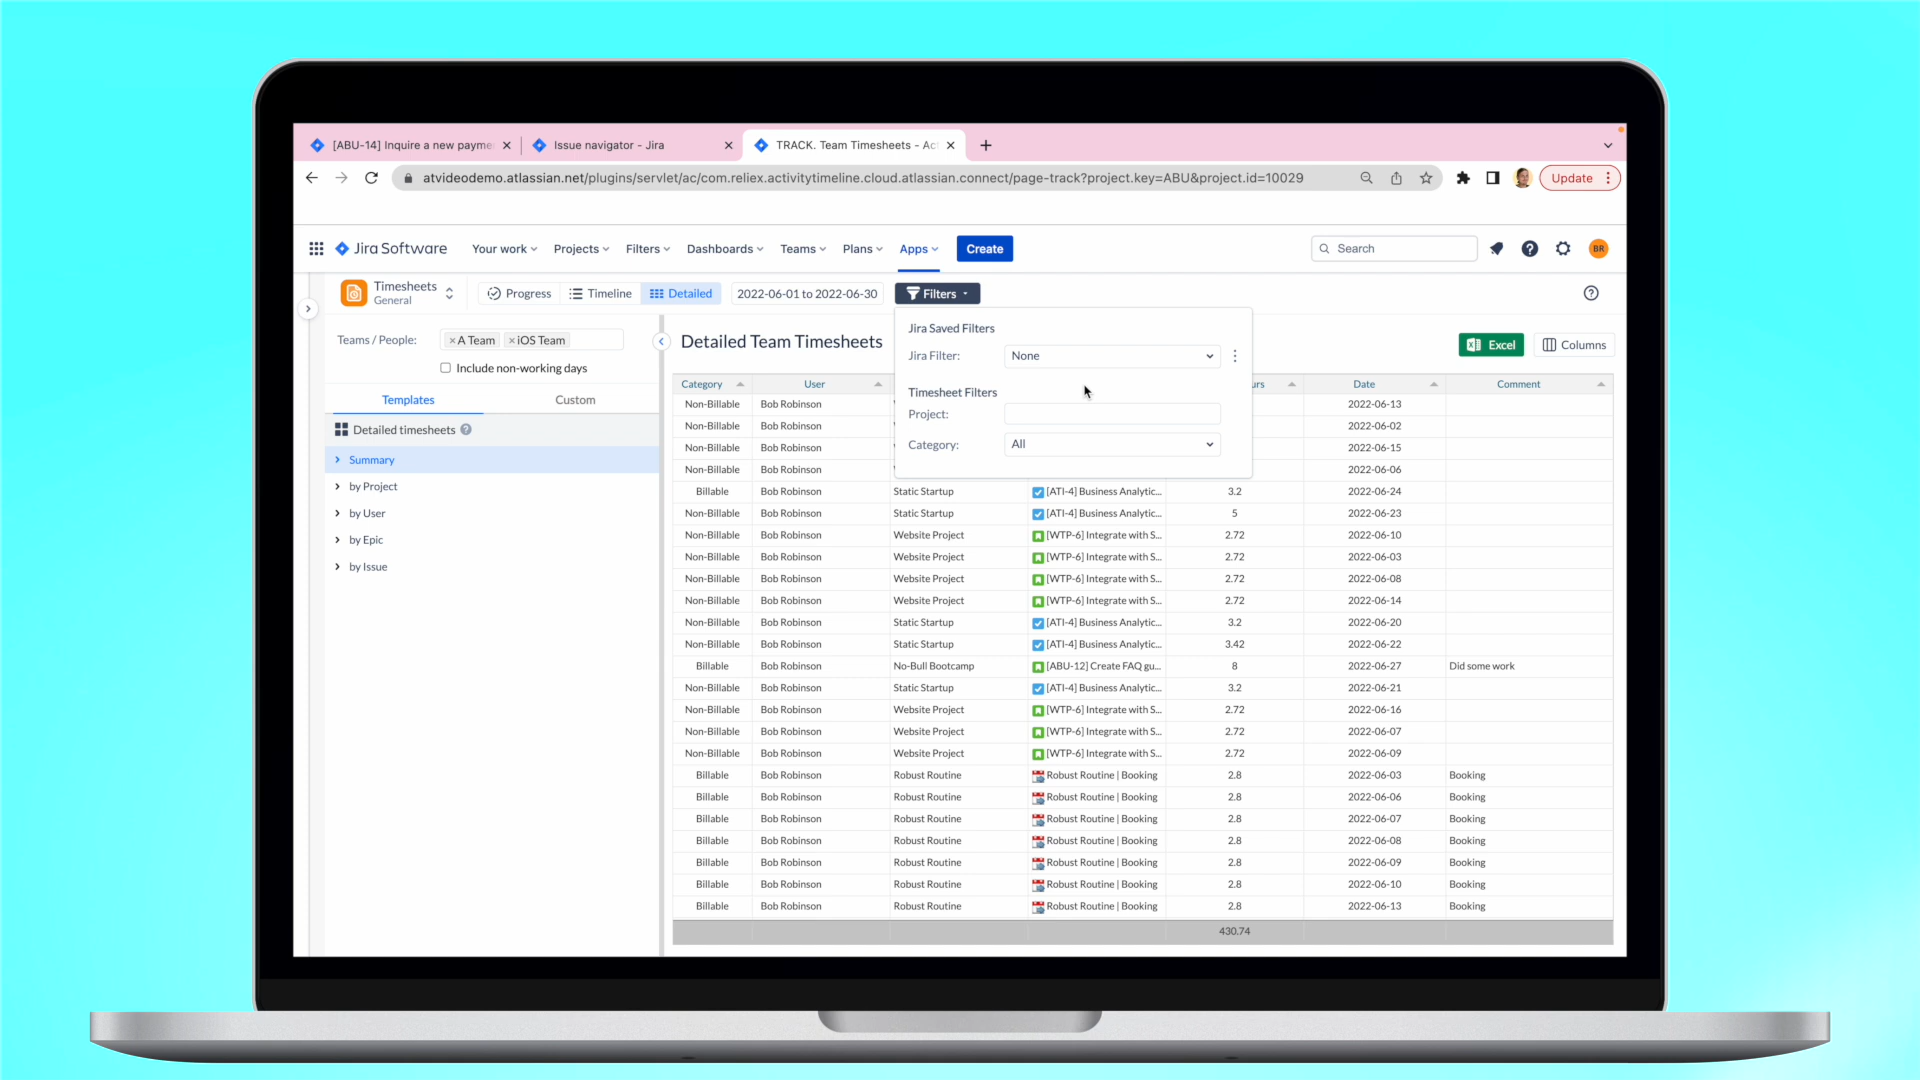 [ABU-14] Inquire a new payme
Issue navigator - Jira
TRACK. Team Timesheets - Ac
atvideodemo.atlassian.net/plugins/servlet/ac/com.reliex.activitytimeline.cloud.atlassian.connect/page-track?project.key=ABU&project.id=10029
Update
Jira Software Your work Projects Filters Dashboards Teams Plans Apps Create Search BR
Timesheets
General
Progress Timeline Detailed 2022-06-01 to 2022-06-30 Filters
Teams / People: ×A Team ×iOS Team
Include non-working days
Templates Custom
Detailed timesheets
Summary
by Project
by User
by Epic
by Issue
Detailed Team Timesheets
Excel Columns
Jira Saved Filters
Jira Filter: None
Timesheet Filters
Project:
Category: All
Category User urs Date Comment
Non-Billable Bob Robinson 2022-06-13
Non-Billable Bob Robinson 2022-06-02
Non-Billable Bob Robinson 2022-06-15
Non-Billable Bob Robinson 2022-06-06
Billable Bob Robinson Static Startup [ATI-4] Business Analytic... 3.2 2022-06-24
Non-Billable Bob Robinson Static Startup [ATI-4] Business Analytic... 5 2022-06-23
Non-Billable Bob Robinson Website Project [WTP-6] Integrate with S... 2.72 2022-06-10
Non-Billable Bob Robinson Website Project [WTP-6] Integrate with S... 2.72 2022-06-03
Non-Billable Bob Robinson Website Project [WTP-6] Integrate with S... 2.72 2022-06-08
Non-Billable Bob Robinson Website Project [WTP-6] Integrate with S... 2.72 2022-06-14
Non-Billable Bob Robinson Static Startup [ATI-4] Business Analytic... 3.2 2022-06-20
Non-Billable Bob Robinson Static Startup [ATI-4] Business Analytic... 3.42 2022-06-22
Billable Bob Robinson No-Bull Bootcamp [ABU-12] Create FAQ gu... 8 2022-06-27 Did some work
Non-Billable Bob Robinson Static Startup [ATI-4] Business Analytic... 3.2 2022-06-21
Non-Billable Bob Robinson Website Project [WTP-6] Integrate with S... 2.72 2022-06-16
Non-Billable Bob Robinson Website Project [WTP-6] Integrate with S... 2.72 2022-06-07
Non-Billable Bob Robinson Website Project [WTP-6] Integrate with S... 2.72 2022-06-09
Billable Bob Robinson Robust Routine Robust Routine | Booking 2.8 2022-06-03 Booking
Billable Bob Robinson Robust Routine Robust Routine | Booking 2.8 2022-06-06 Booking
Billable Bob Robinson Robust Routine Robust Routine | Booking 2.8 2022-06-07 Booking
Billable Bob Robinson Robust Routine Robust Routine | Booking 2.8 2022-06-08 Booking
Billable Bob Robinson Robust Routine Robust Routine | Booking 2.8 2022-06-09 Booking
Billable Bob Robinson Robust Routine Robust Routine | Booking 2.8 2022-06-10 Booking
Billable Bob Robinson Robust Routine Robust Routine | Booking 2.8 2022-06-13 Booking
430.74